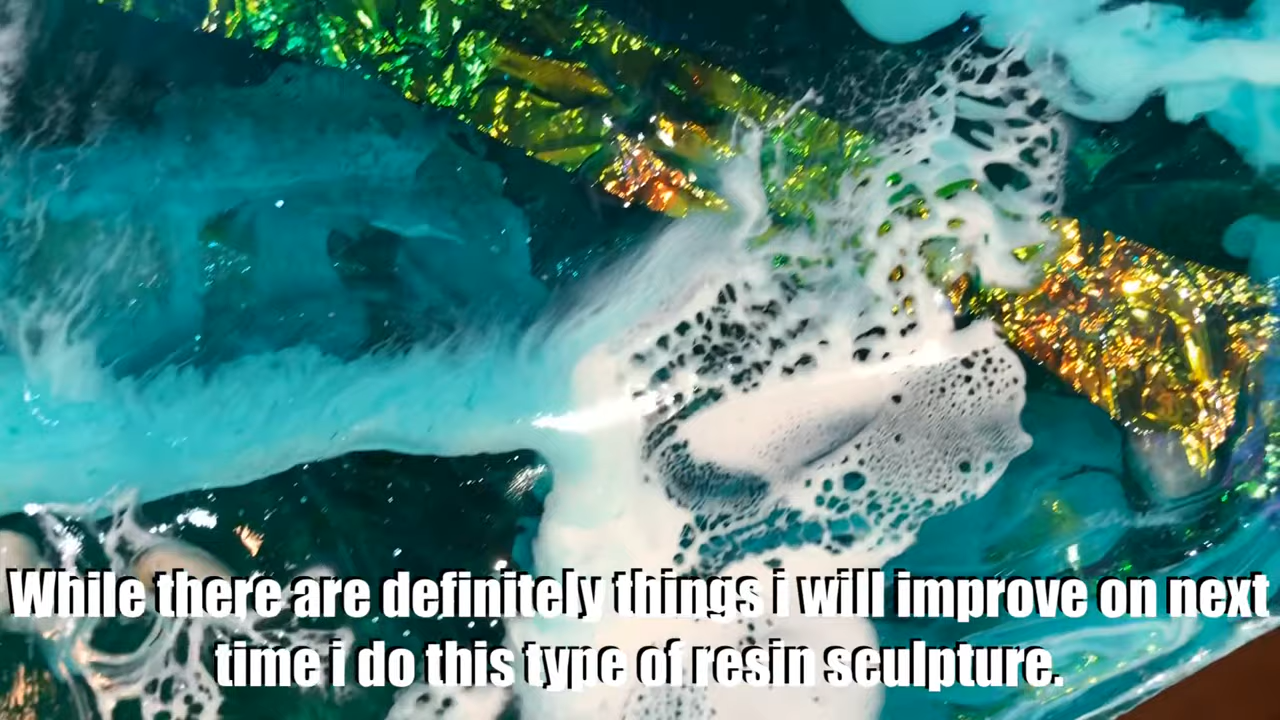 While there are definitely things i will improve on next
time i do this type of resin sculpture.